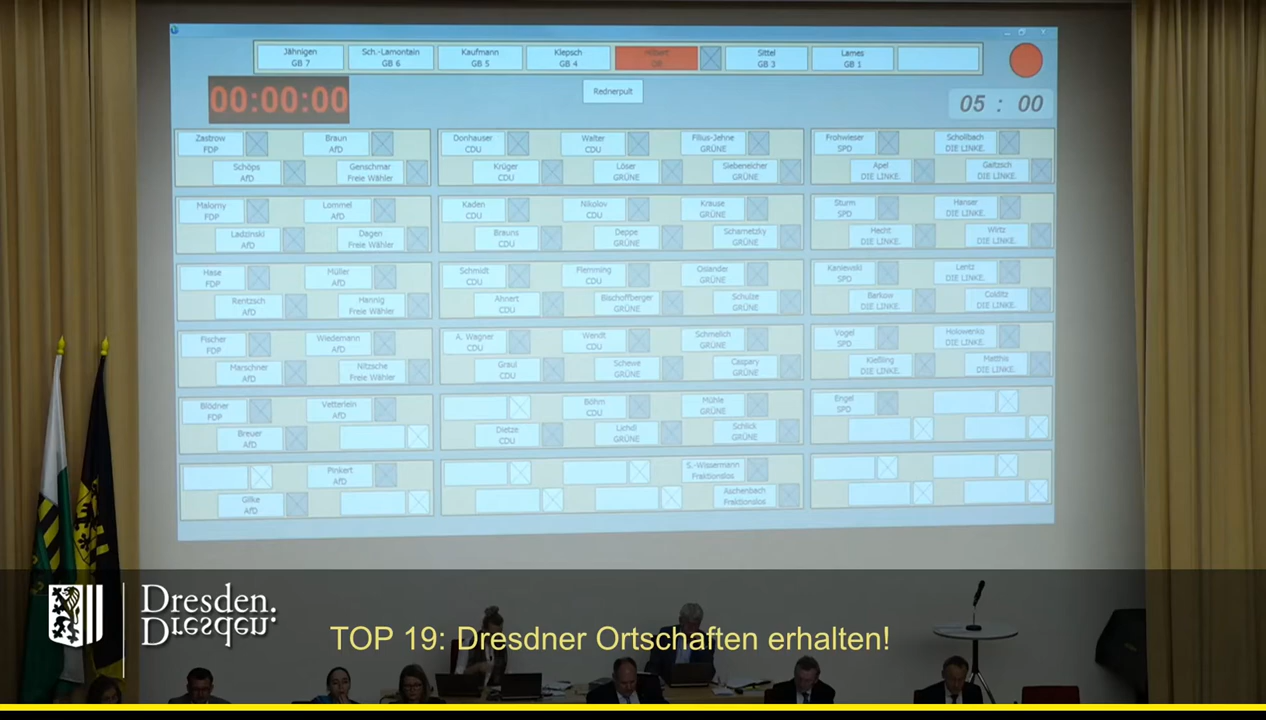 Jähnigen
GB 7
Sch.-Lamontain
GB 6
Kaufmann
GB 5
Klepsch
GB 4
Hilbert
OB
Sittel
GB 3
Lames
GB 1
00:00:00
Rednerpult
05 : 00
Zastrow
FDP
Braun
AfD
Schöps
AfD
Genschmar
Freie Wähler
Donhauser
CDU
Walter
CDU
Filius-Jehne
GRÜNE
Krüger
CDU
Löser
GRÜNE
Siebeneicher
GRÜNE
Frohwieser
SPD
Schollbach
DIE LINKE.
Apel
DIE LINKE.
Gaitzsch
DIE LINKE.
Malorny
FDP
Lommel
AfD
Ladzinski
AfD
Dagen
Freie Wähler
Kaden
CDU
Nikolov
CDU
Krause
GRÜNE
Brauns
CDU
Deppe
GRÜNE
Scharnetzky
GRÜNE
Sturm
SPD
Hanser
DIE LINKE.
Hecht
DIE LINKE.
Wirtz
DIE LINKE.
Hase
FDP
Müller
AfD
Rentzsch
AfD
Hannig
Freie Wähler
Schmidt
CDU
Flemming
CDU
Oslander
GRÜNE
Ahnert
CDU
Bischoffberger
GRÜNE
Schulze
GRÜNE
Kaniewski
SPD
Lentz
DIE LINKE.
Barkow
DIE LINKE.
Colditz
DIE LINKE.
Fischer
FDP
Wiedemann
AfD
Marschner
AfD
Nitzsche
Freie Wähler
A. Wagner
CDU
Wendt
CDU
Schmelich
GRÜNE
Graul
CDU
Schewe
GRÜNE
Caspary
GRÜNE
Vogel
SPD
Holowenko
DIE LINKE.
Kießling
DIE LINKE.
Matthis
DIE LINKE.
Blödner
FDP
Vetterlein
AfD
Breuer
AfD
Böhm
CDU
Mühle
GRÜNE
Dietze
CDU
Lichdi
GRÜNE
Schlick
GRÜNE
Engel
SPD
Pinkert
AfD
Gilke
AfD
S.-Wissermann
Fraktionslos
Aschenbach
Fraktionslos
Dresden.
Dresden.
TOP 19: Dresdner Ortschaften erhalten!